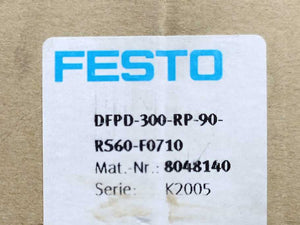 FESTO
DFPD-300-RP-90-
RS60-F0710
Mat.-Nr.: 8048140
Serie: K2005